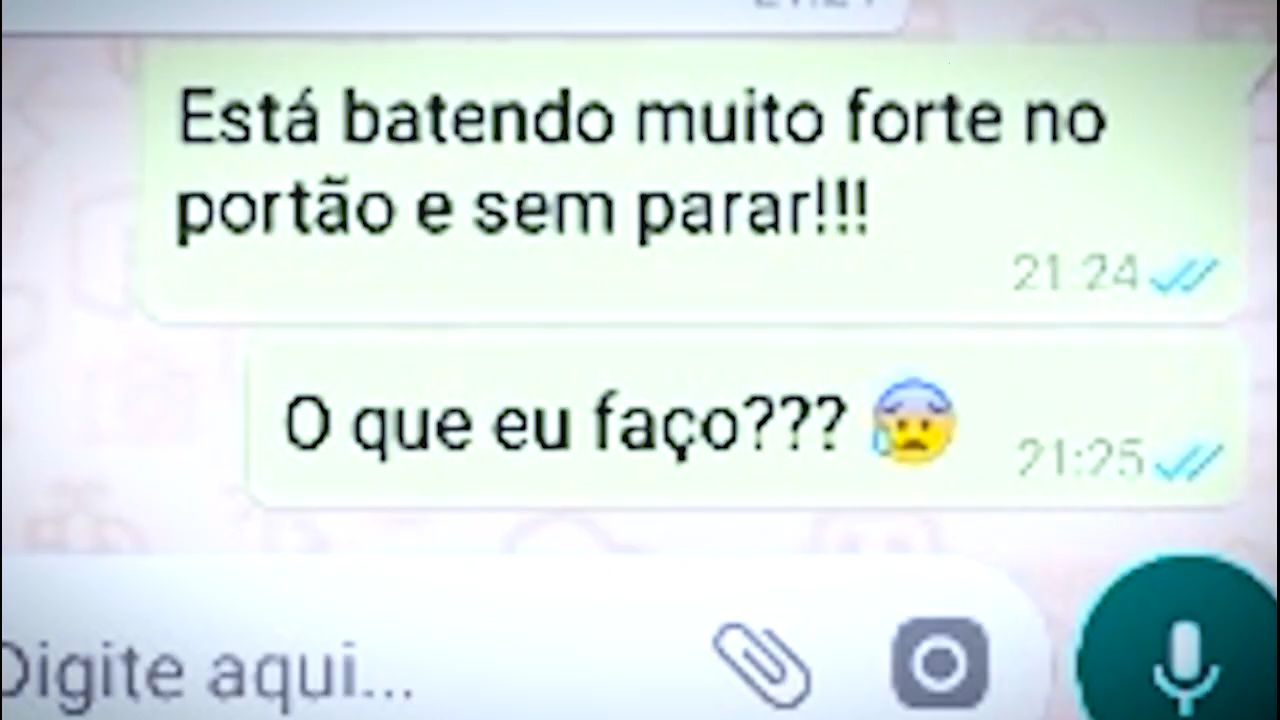 Está batendo muito forte no
portão e sem parar!!!
21:24
O que eu faço??? 😰
21:25
Digite aqui...